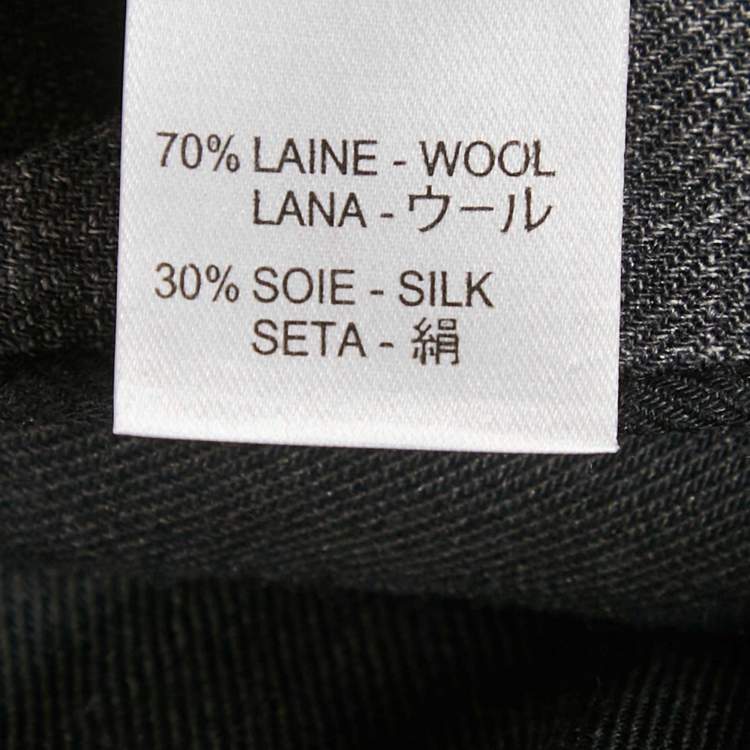 70% LAINE - WOOL
LANA - ウール
30% SOIE - SILK
SETA - 絹